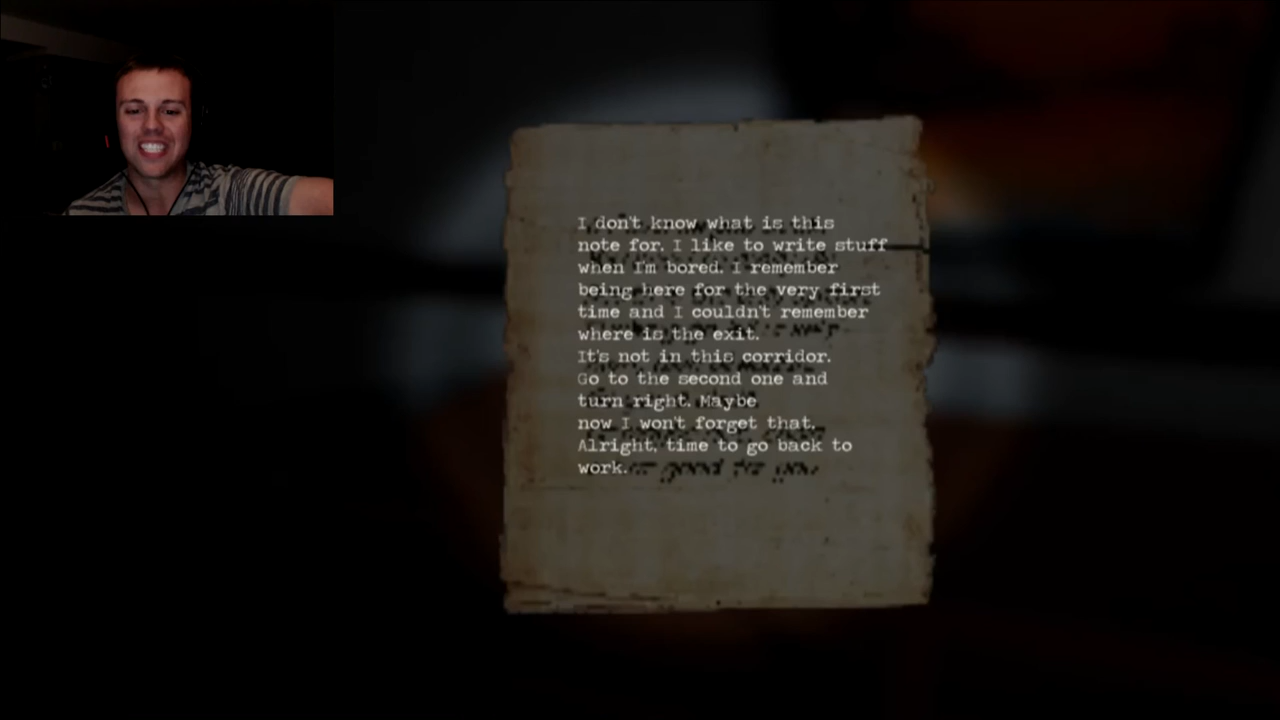 I don't know what is this
note for. I like to write stuff
when I'm bored. I remember
being here for the very first
time and I couldn't remember
where is the exit.
It's not in this corridor.
Go to the second one and
turn right. Maybe
now I won't forget that.
Alright, time to go back to
work.